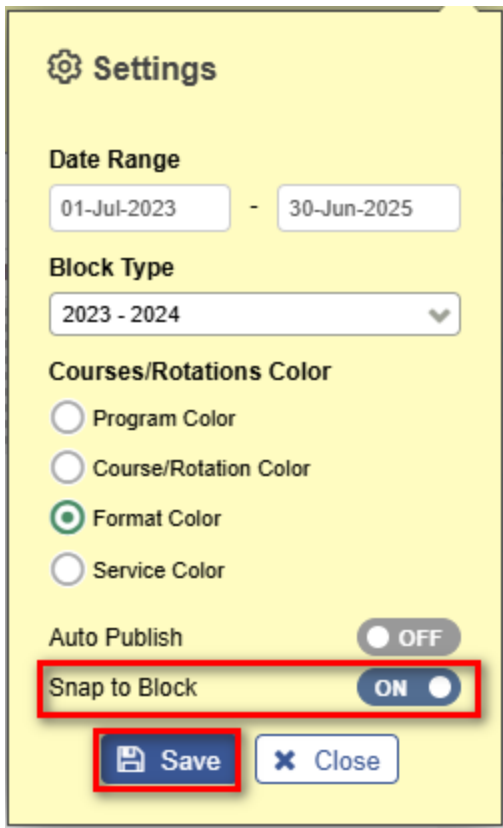 Settings
Date Range
01-Jul-2023 - 30-Jun-2025
Block Type
2023 - 2024
Courses/Rotations Color
Program Color
Course/Rotation Color
Format Color
Service Color
Auto Publish OFF
Snap to Block ON
Save Close